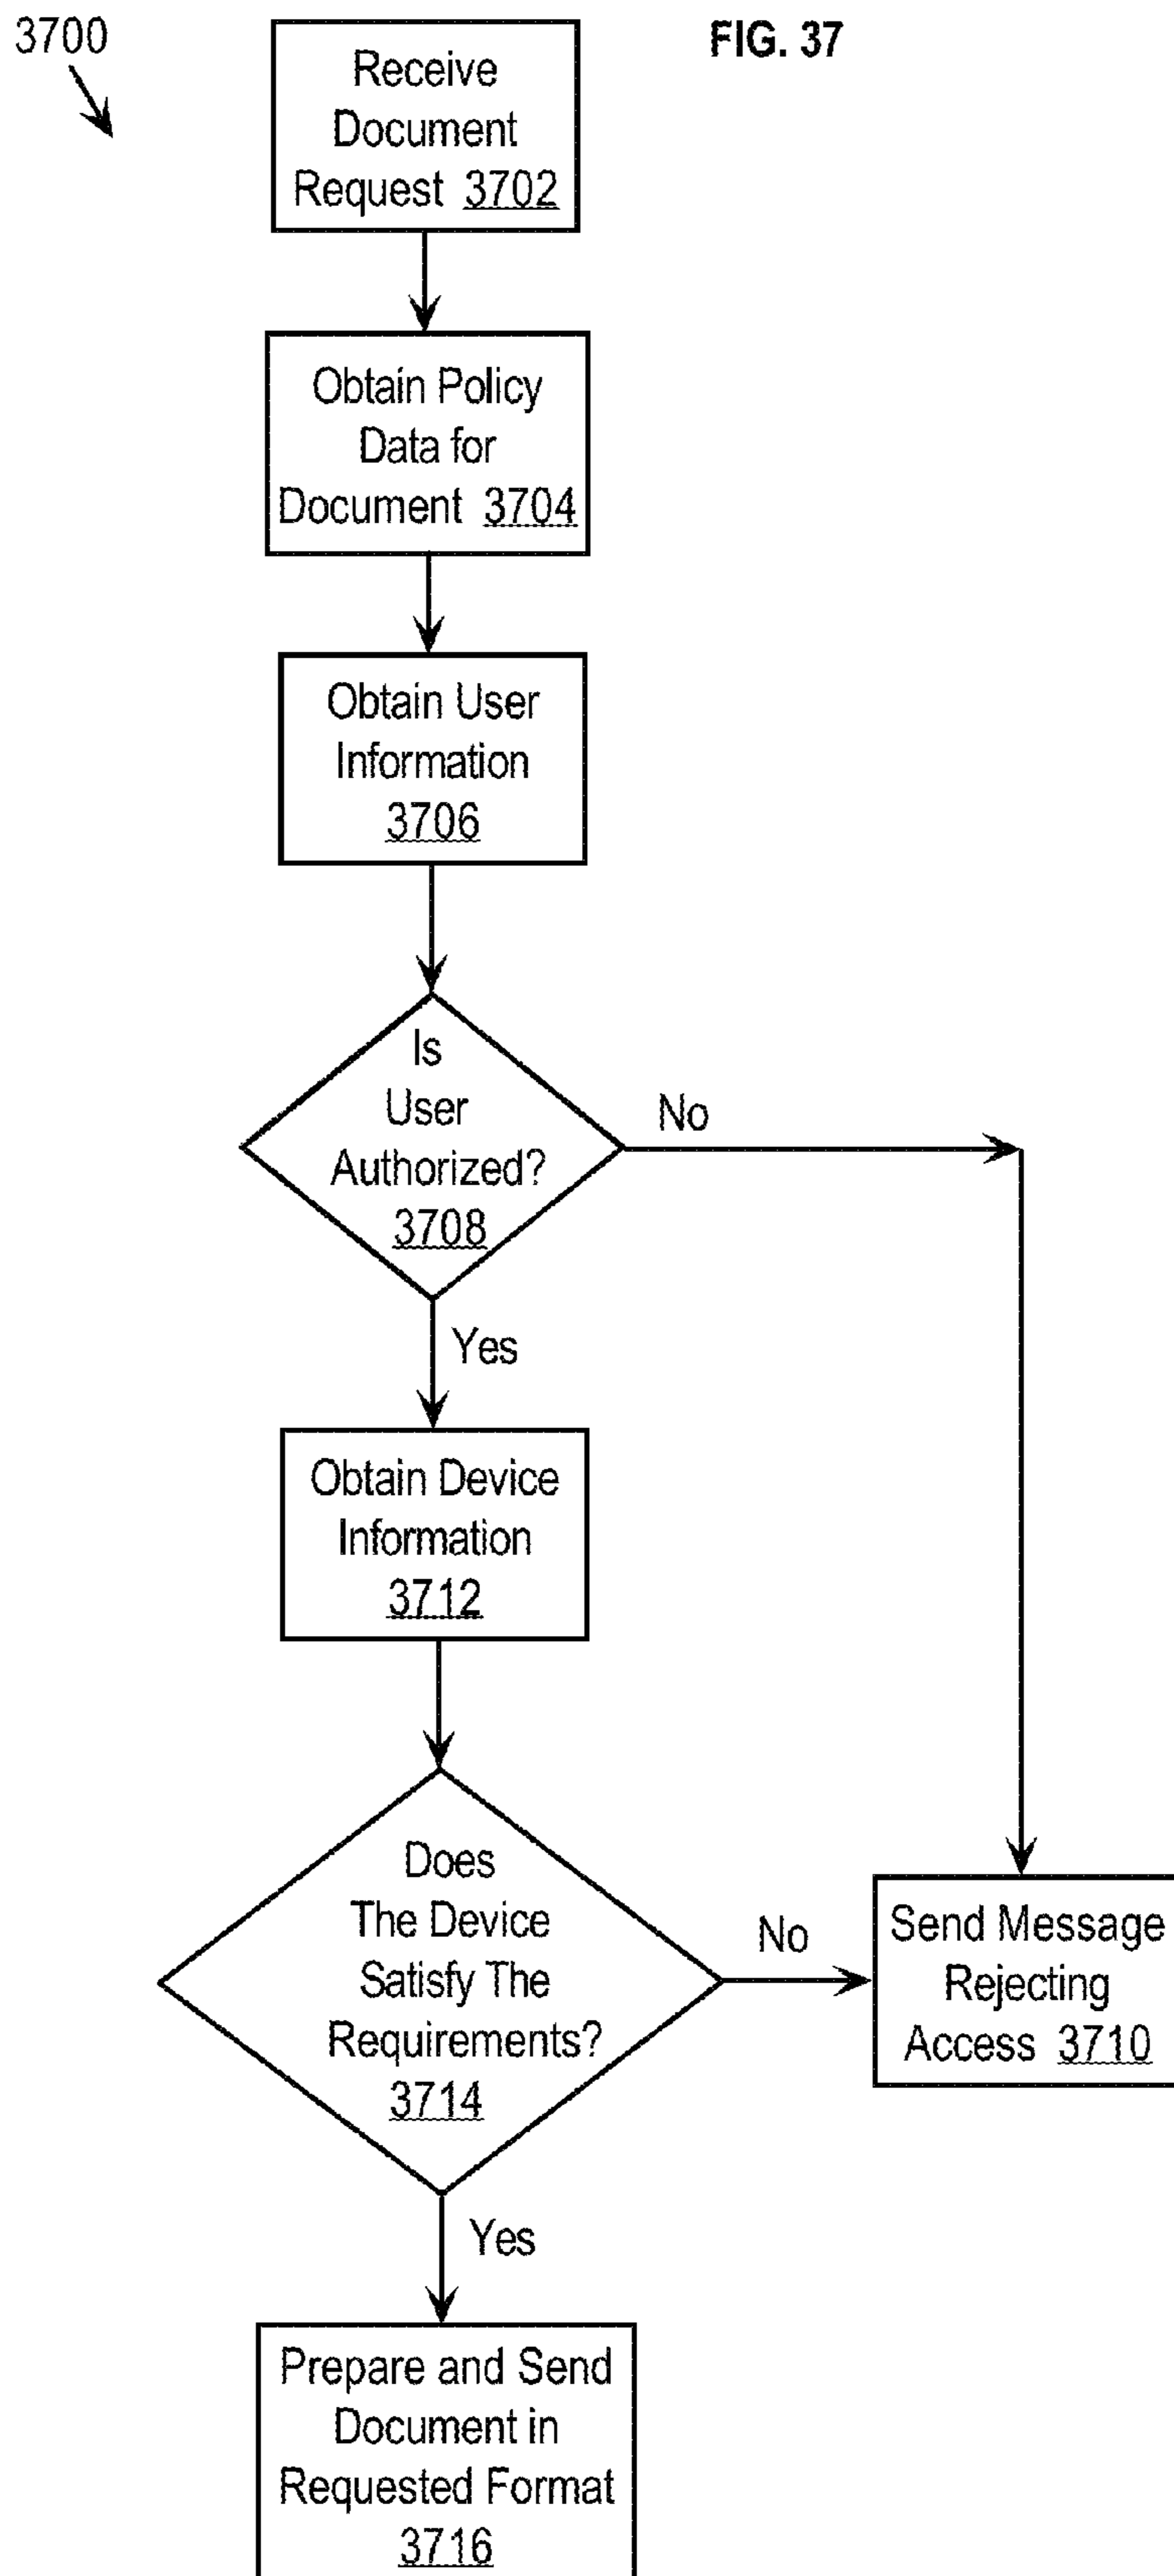 3700
FIG. 37
Receive
Document
Request 3702
Obtain Policy
Data for
Document 3704
Obtain User
Information
3706
Is
User
Authorized?
3708
No
Yes
Obtain Device
Information
3712
Does
The Device
Satisfy The
Requirements?
3714
No
Send Message
Rejecting
Access 3710
Yes
Prepare and Send
Document in
Requested Format
3716